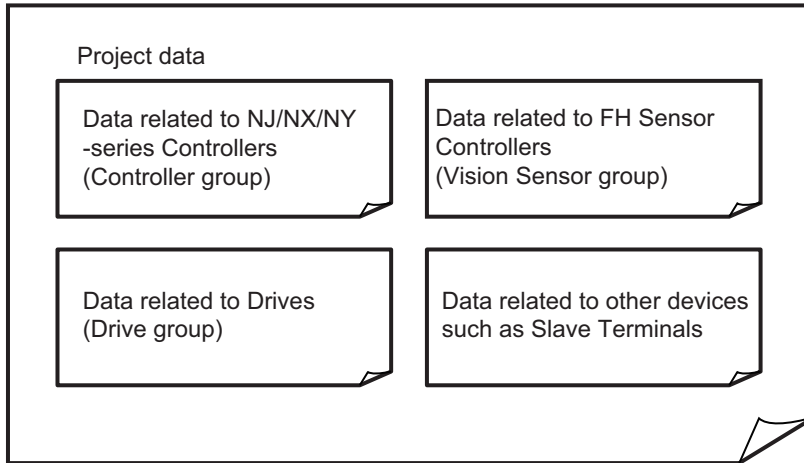 Project data
Data related to NJ/NX/NY
-series Controllers
(Controller group)
Data related to FH Sensor
Controllers
(Vision Sensor group)
Data related to Drives
(Drive group)
Data related to other devices
such as Slave Terminals